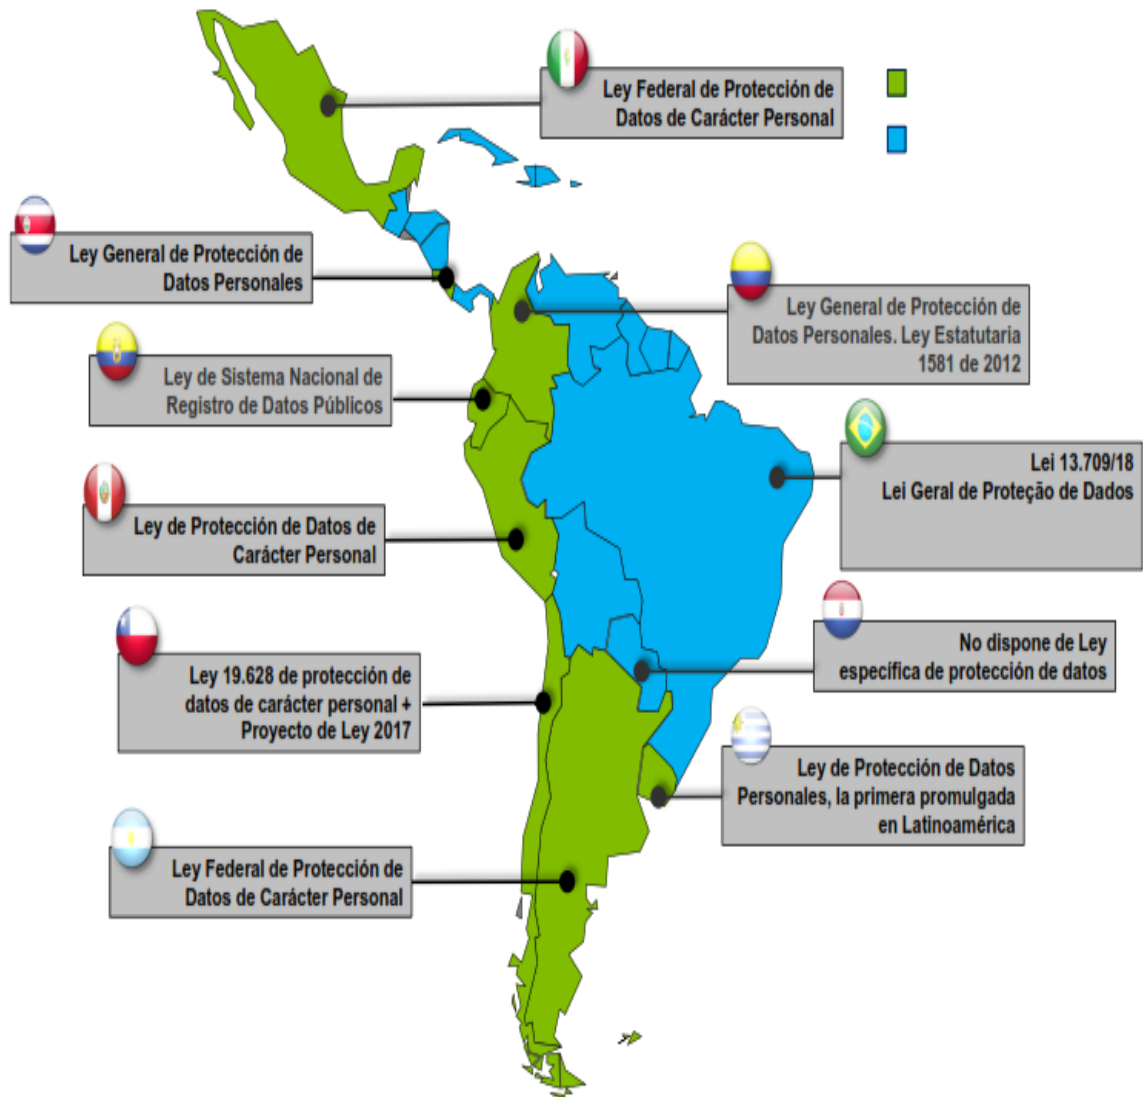 Ley Federal de Protección de
Datos de Carácter Personal
Ley General de Protección de
Datos Personales
Ley General de Protección de
Datos Personales. Ley Estatutaria
1581 de 2012
Ley de Sistema Nacional de
Registro de Datos Públicos
Lei 13.709/18
Lei Geral de Proteção de Dados
Ley de Protección de Datos de
Carácter Personal
No dispone de Ley
específica de protección de datos
Ley 19.628 de protección de
datos de carácter personal +
Proyecto de Ley 2017
Ley de Protección de Datos
Personales, la primera promulgada
en Latinoamérica
Ley Federal de Protección de
Datos de Carácter Personal